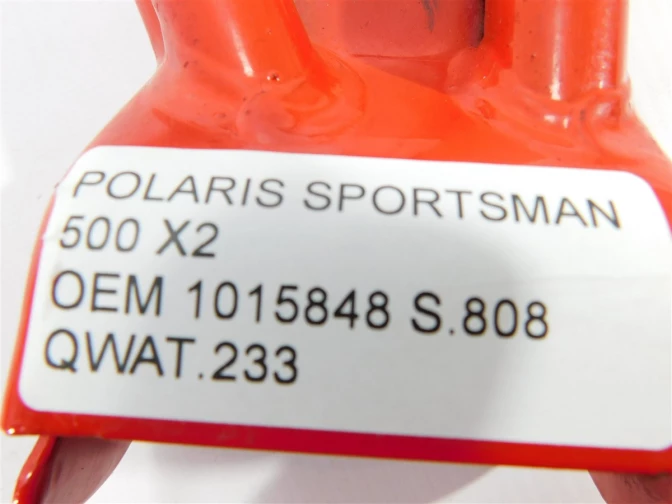 POLARIS SPORTSMAN
500 X2
OEM 1015848 S.808
QWAT.233